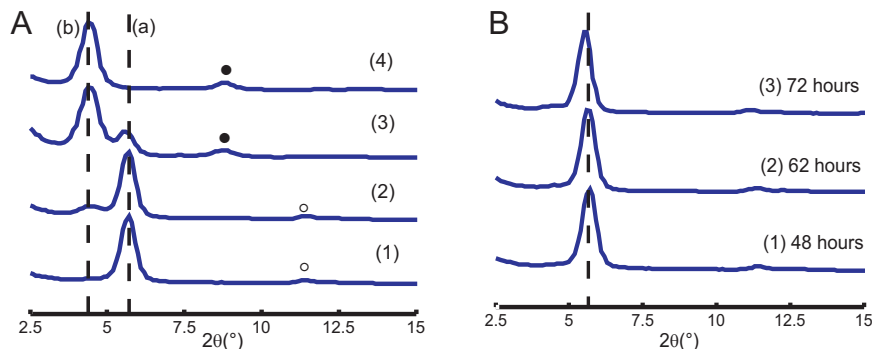 A
(b)
(a)
(4)
(3)
(2)
(1)
2.5 5 7.5 10 12.5 15
2θ(°)
B
(3) 72 hours
(2) 62 hours
(1) 48 hours
2.5 5 7.5 10 12.5 15
2θ(°)